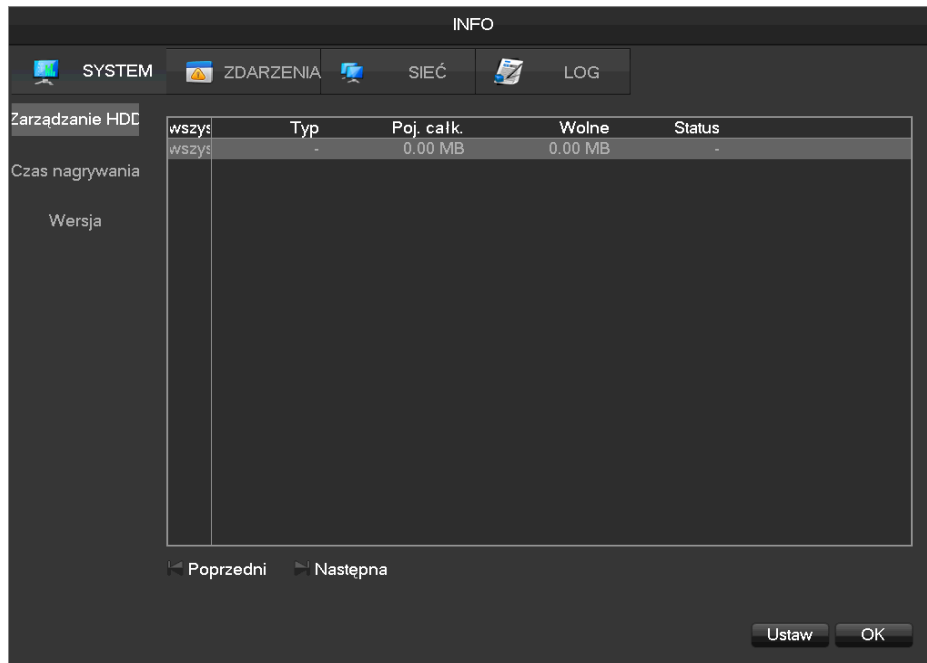 INFO
SYSTEM ZDARZENIA SIEĆ LOG
Zarządzanie HDD
Czas nagrywania
Wersja
wszys Typ Poj. całk. Wolne Status
wszys - 0.00 MB 0.00 MB -
Poprzedni Następna
Ustaw OK